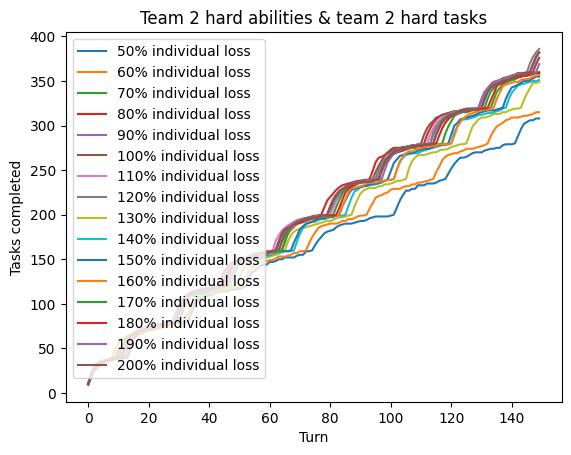 Team 2 hard abilities & team 2 hard tasks
Tasks completed
400
350
300
250
200
150
100
50
0
50% individual loss
60% individual loss
70% individual loss
80% individual loss
90% individual loss
100% individual loss
110% individual loss
120% individual loss
130% individual loss
140% individual loss
150% individual loss
160% individual loss
170% individual loss
180% individual loss
190% individual loss
200% individual loss
0 20 40 60 80 100 120 140
Turn